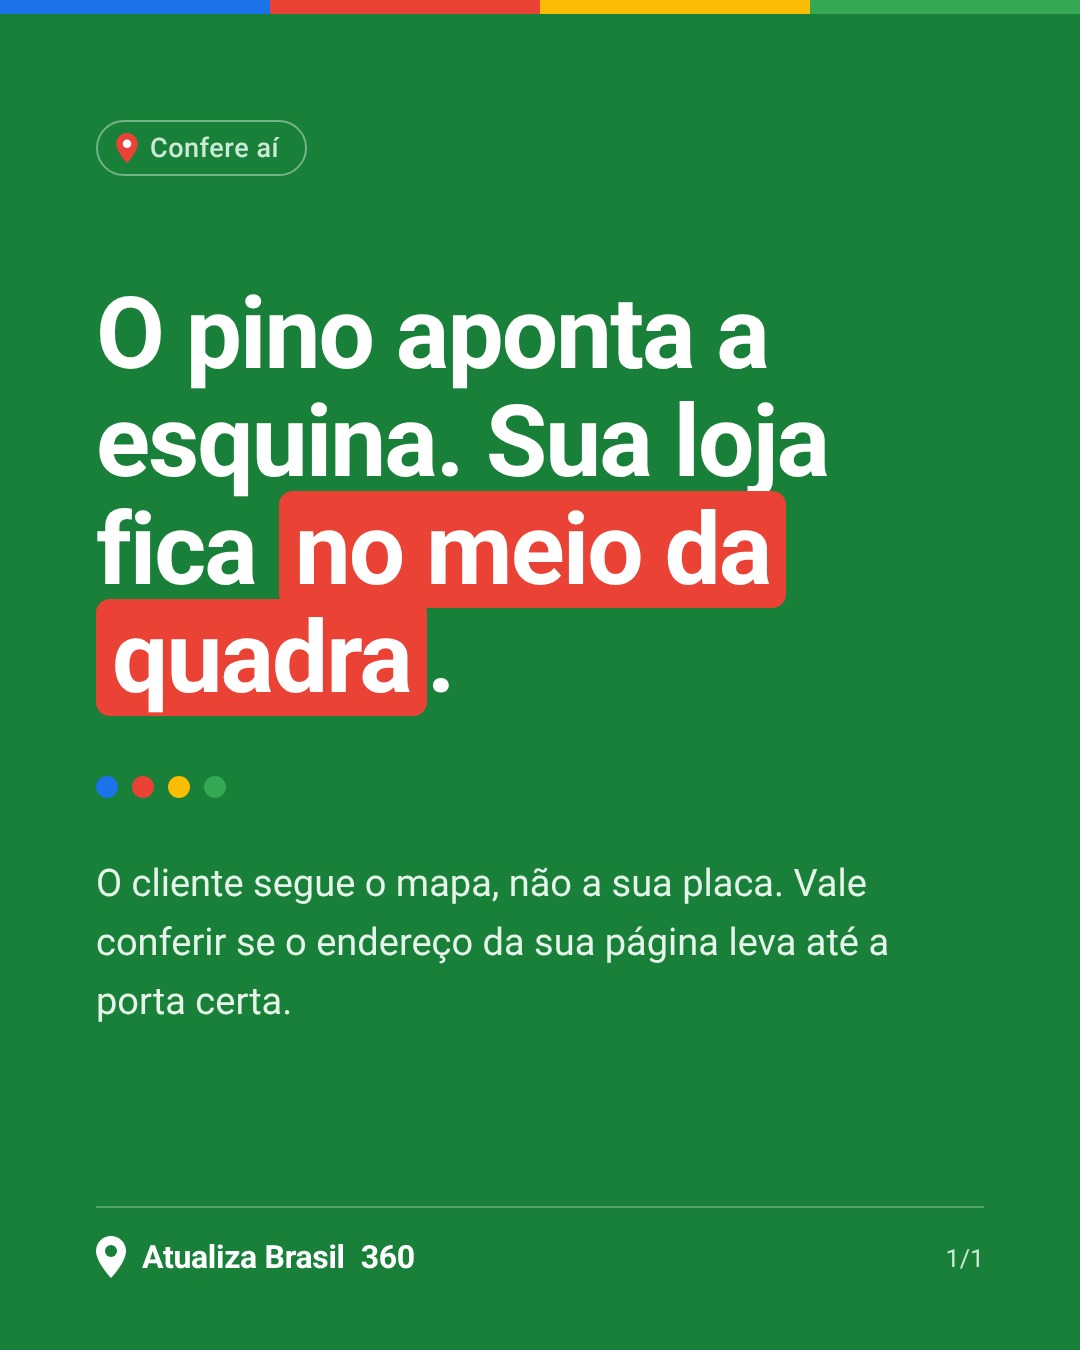 Confere aí
O pino aponta a
esquina. Sua loja
fica no meio da
quadra.
O cliente segue o mapa, não a sua placa. Vale
conferir se o endereço da sua página leva até a
porta certa.
Atualiza Brasil 360
1/1